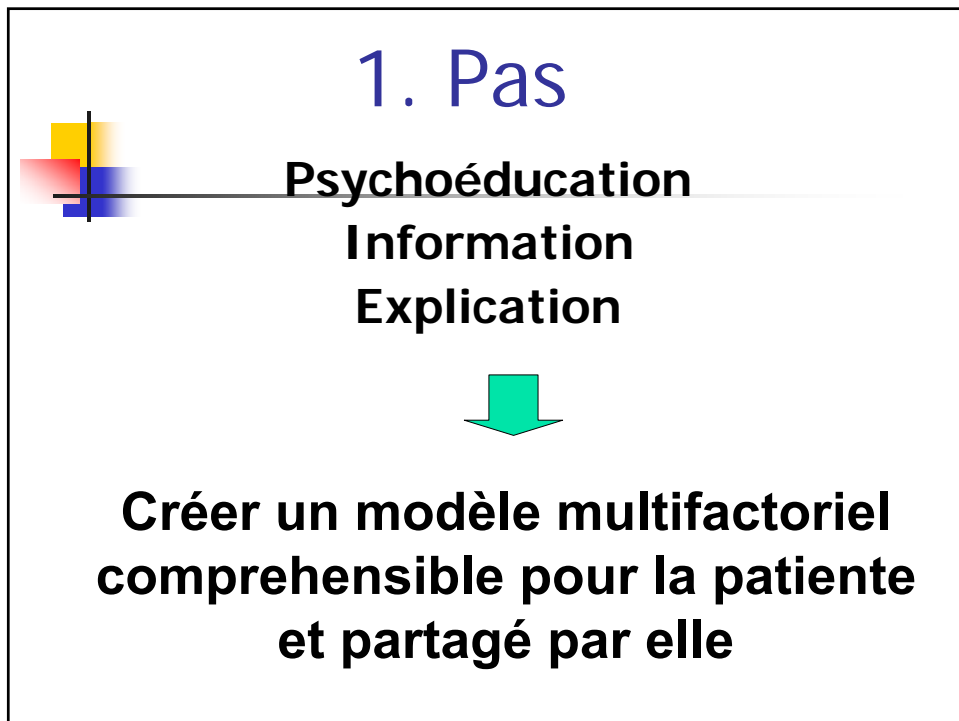 1. Pas
Psychoéducation
Information
Explication
Créer un modèle multifactoriel
comprehensible pour la patiente
et partagé par elle